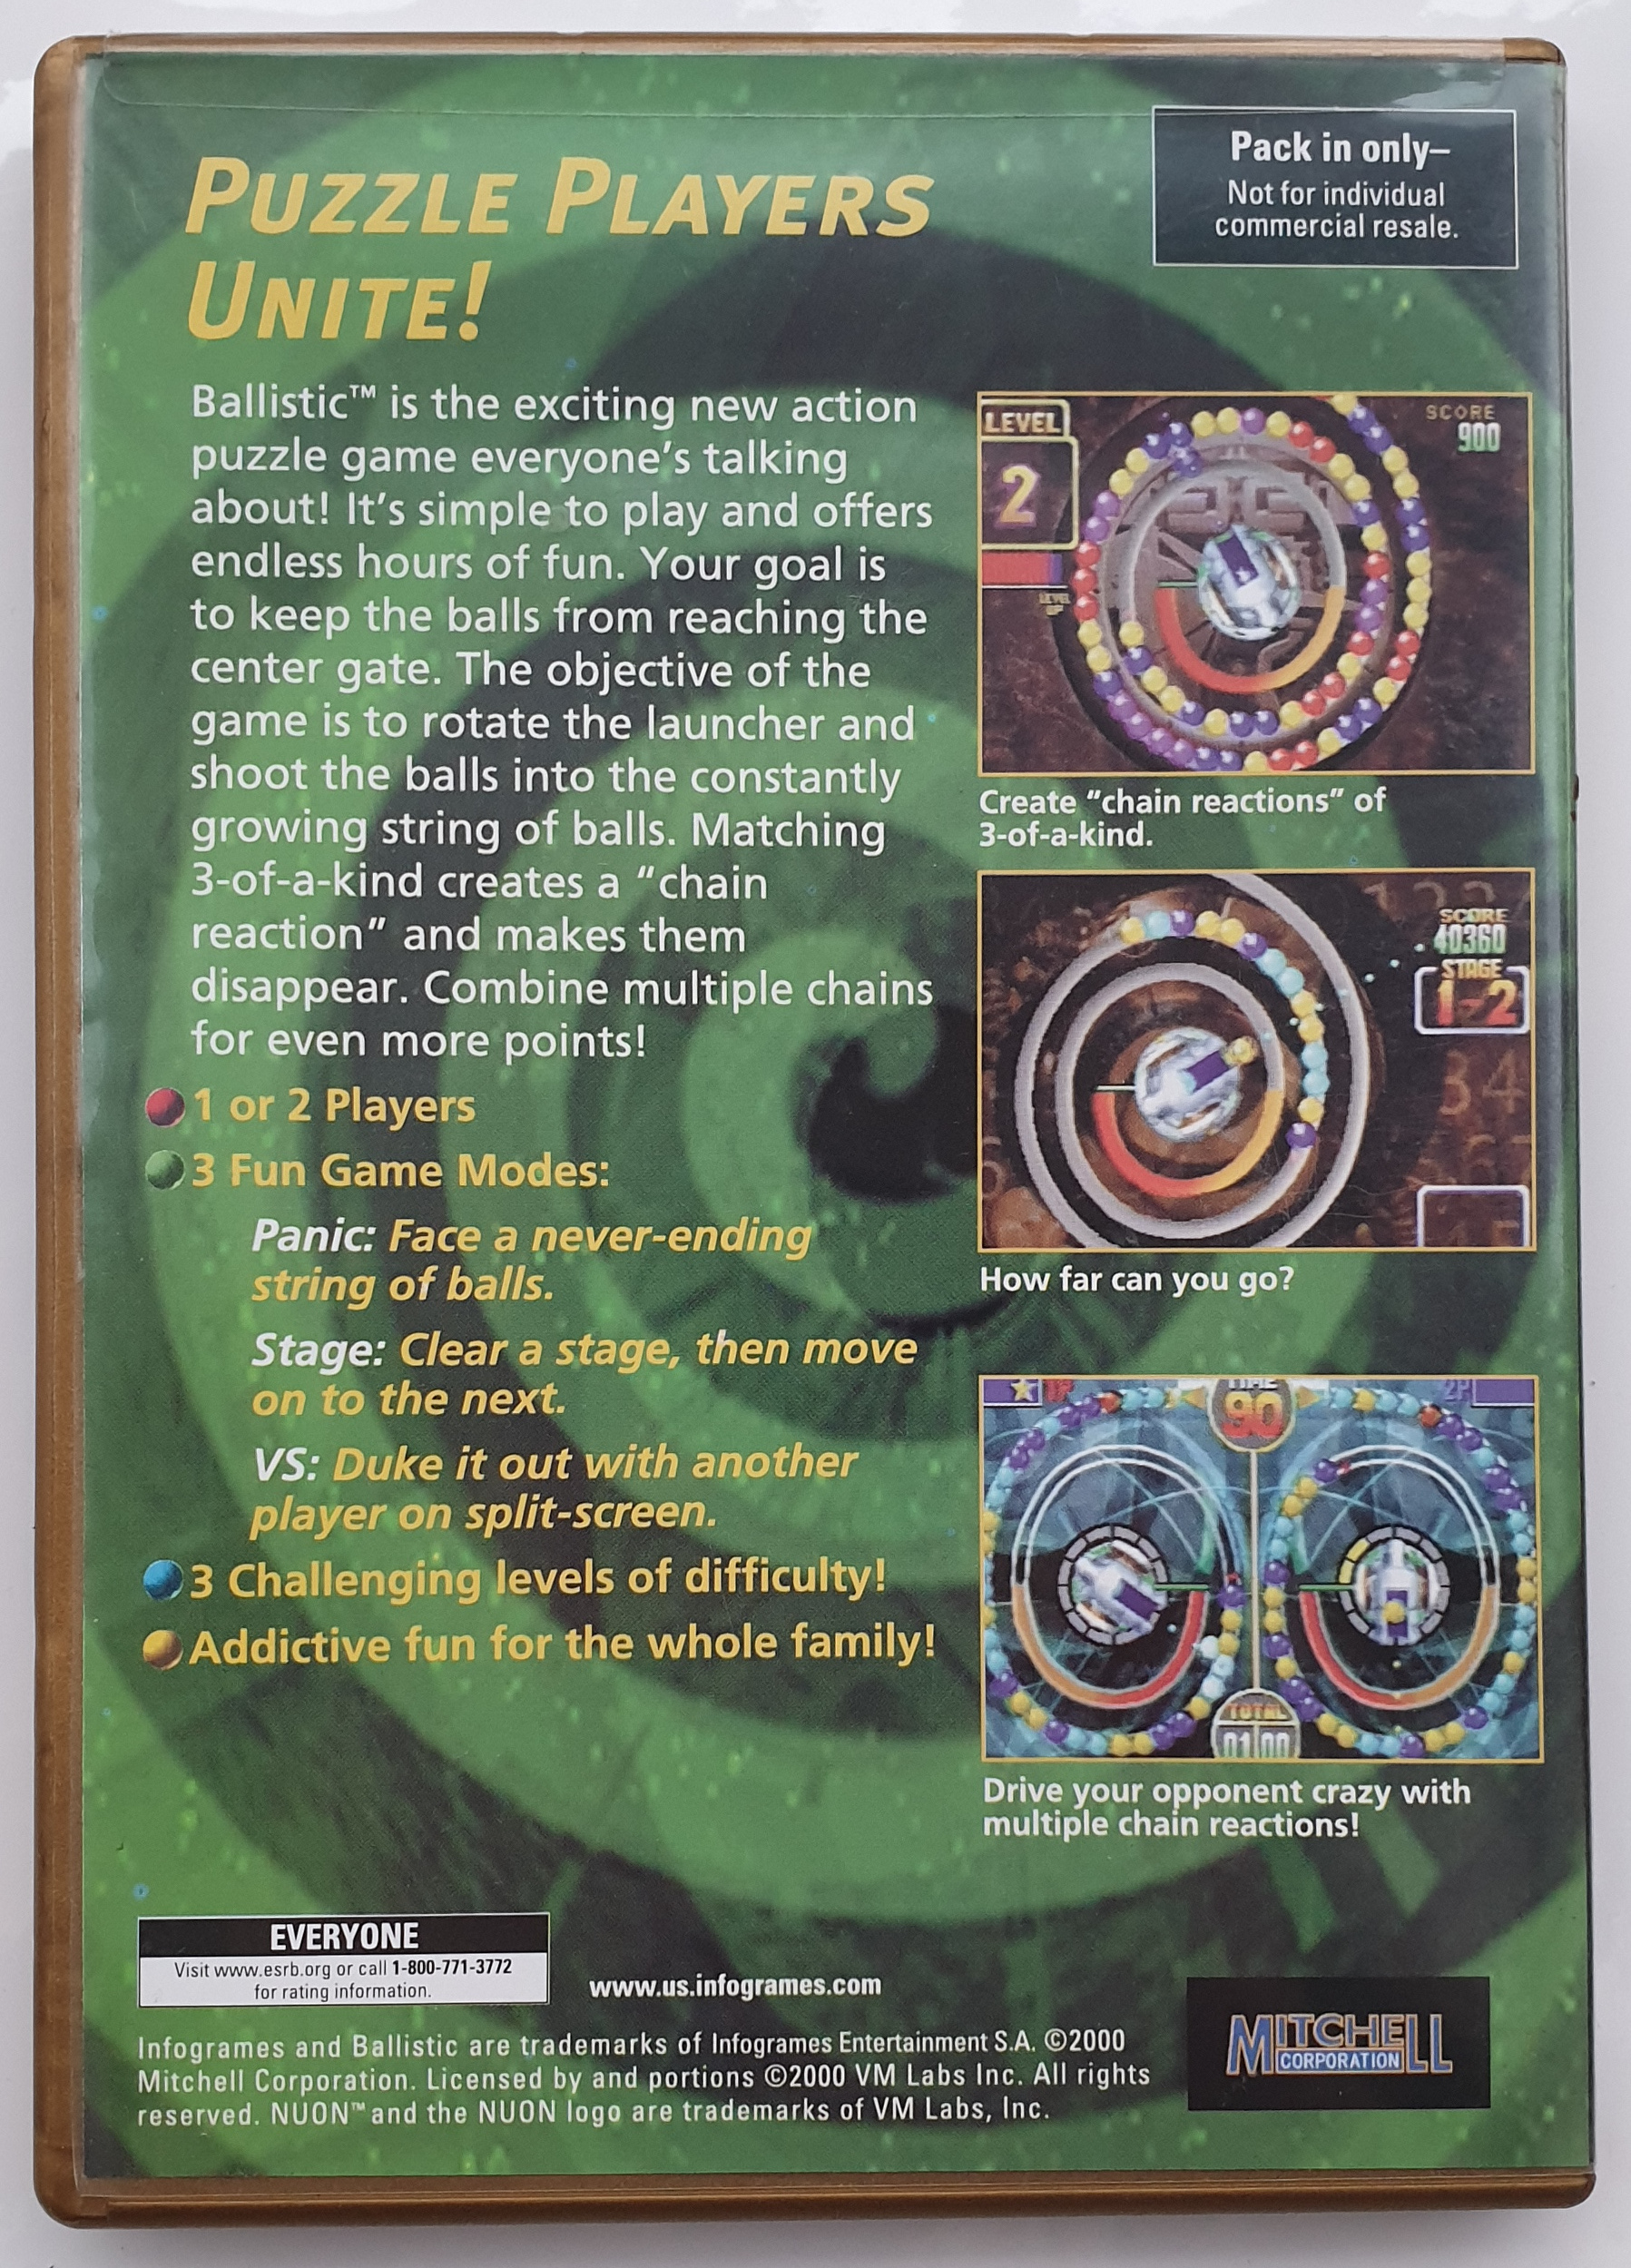 Pack in only–
Not for individual
commercial resale.
PUZZLE PLAYERS
UNITE!
Ballistic™ is the exciting new action
puzzle game everyone's talking
about! It's simple to play and offers
endless hours of fun. Your goal is
to keep the balls from reaching the
center gate. The objective of the
game is to rotate the launcher and
shoot the balls into the constantly
growing string of balls. Matching
3-of-a-kind creates a “chain
reaction” and makes them
disappear. Combine multiple chains
for even more points!
1 or 2 Players
3 Fun Game Modes:
Panic: Face a never-ending
string of balls.
Stage: Clear a stage, then move
on to the next.
VS: Duke it out with another
player on split-screen.
3 Challenging levels of difficulty!
Addictive fun for the whole family!
LEVEL
2
LEVEL
UP
SCORE
900
Create “chain reactions” of
3-of-a-kind.
SCORE
40360
STAGE
1-2
How far can you go?
1P
TIME
90
2P
TOTAL
01.00
Drive your opponent crazy with
multiple chain reactions!
EVERYONE
Visit www.esrb.org or call 1-800-771-3772
for rating information.
www.us.infogrames.com
Infogrames and Ballistic are trademarks of Infogrames Entertainment S.A. ©2000
Mitchell Corporation. Licensed by and portions ©2000 VM Labs Inc. All rights
reserved. NUON™ and the NUON logo are trademarks of VM Labs, Inc.
MITCHELL
CORPORATION